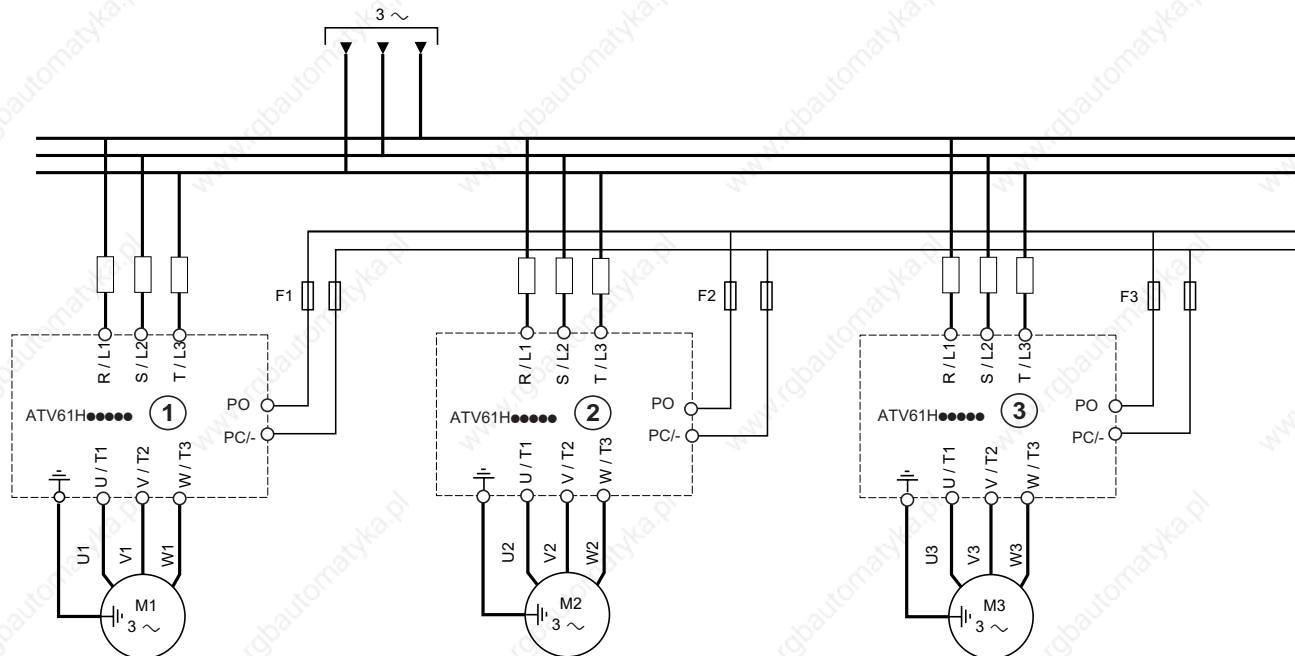 3 ~
F1
F2
F3
R / L1
S / L2
T / L3
R / L1
S / L2
T / L3
R / L1
S / L2
T / L3
ATV61H●●●●●
1
PO
PC/-
ATV61H●●●●●
2
PO
PC/-
ATV61H●●●●●
3
PO
PC/-
U / T1
V / T2
W / T3
U / T1
V / T2
W / T3
U / T1
V / T2
W / T3
U1
V1
W1
U2
V2
W2
U3
V3
W3
M1
3 ~
M2
3 ~
M3
3 ~
www.rgbautomatyka.pl